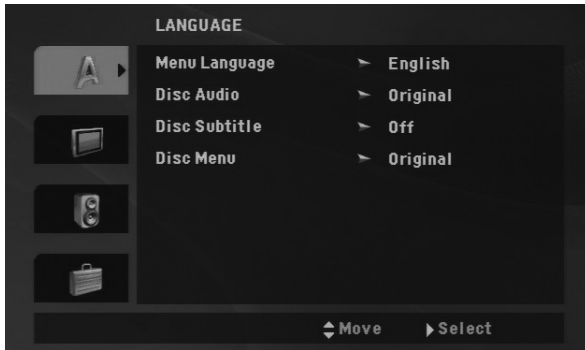 LANGUAGE
A
Menu Language ➢ English
Disc Audio ➢ Original
Disc Subtitle ➢ Off
Disc Menu ➢ Original
Move Select